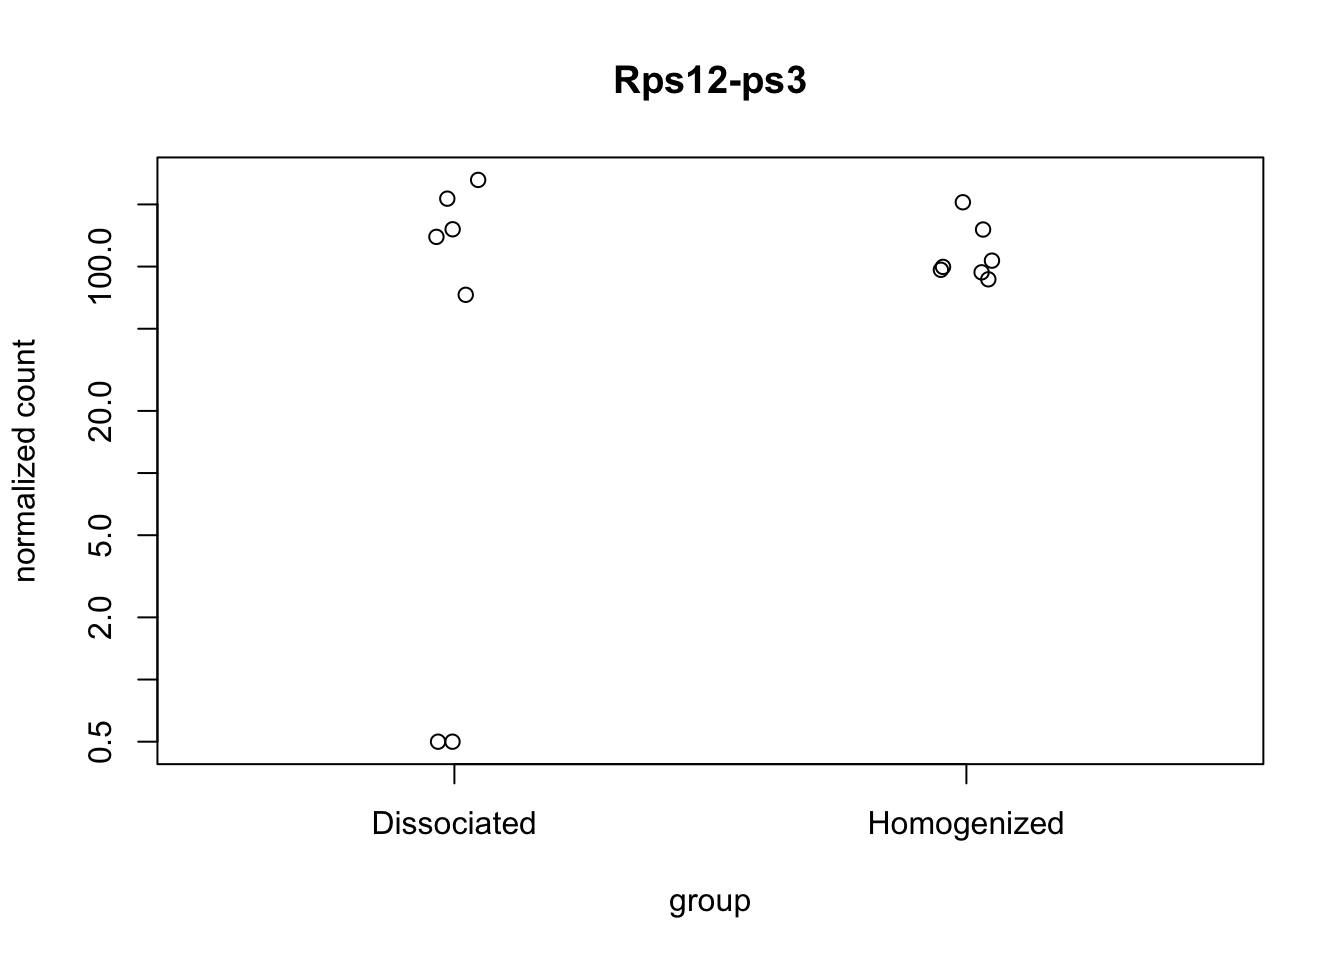 Rps12-ps3
normalized count
100.0
20.0
5.0
2.0
0.5
Dissociated
Homogenized
group